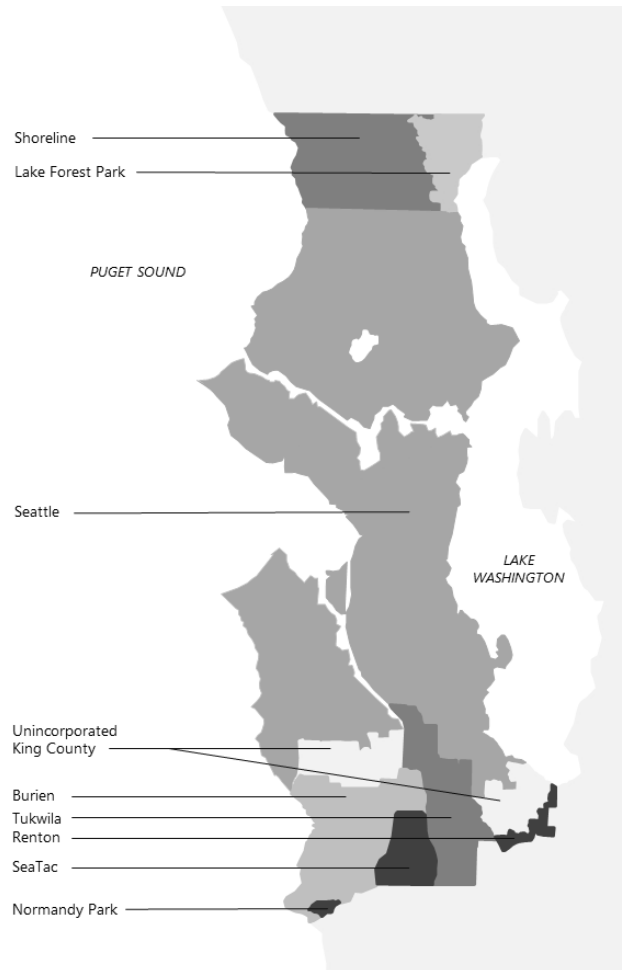 Shoreline
Lake Forest Park
PUGET SOUND
Seattle
LAKE
WASHINGTON
Unincorporated
King County
Burien
Tukwila
Renton
SeaTac
Normandy Park